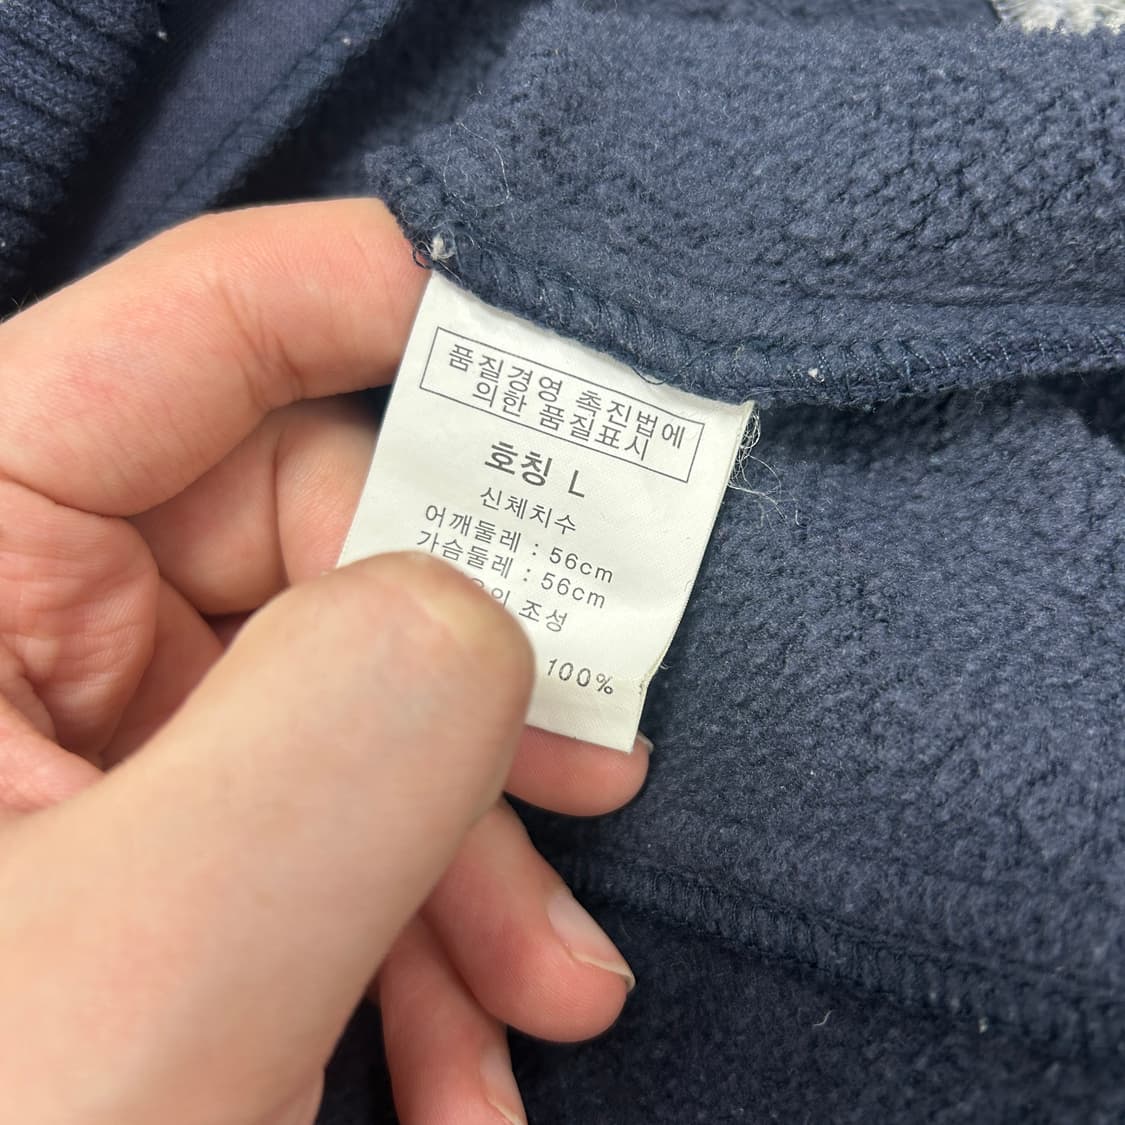 품질경영 촉진법에
의한 품질표시
호칭 L
신체치수
어깨둘레 : 56cm
가슴둘레 : 56cm
조성
100%